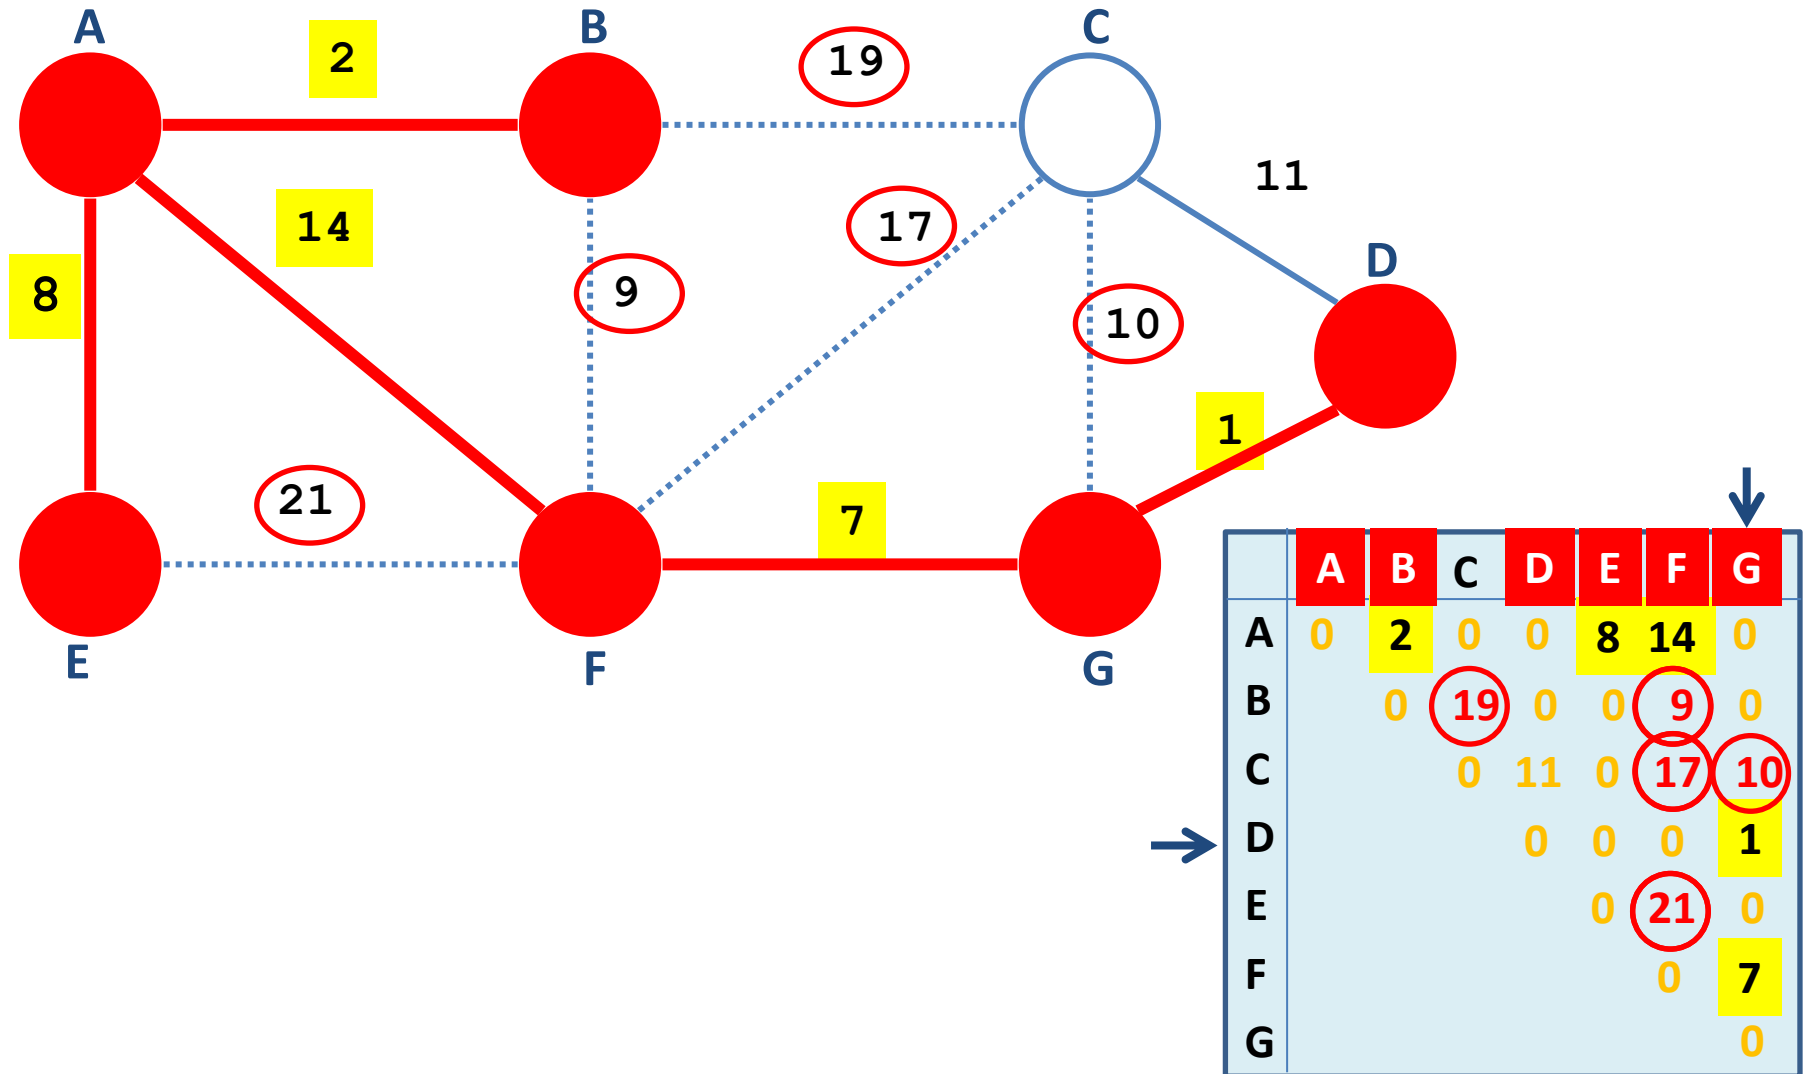 A B C
2 19
11
14 17
D
8 9 10
1
21 7
E F G
A B C D E F G
A 0 2 0 0 8 14 0
B 0 19 0 0 9 0
C 0 11 0 17 10
D 0 0 0 1
E 0 21 0
F 0 7
G 0